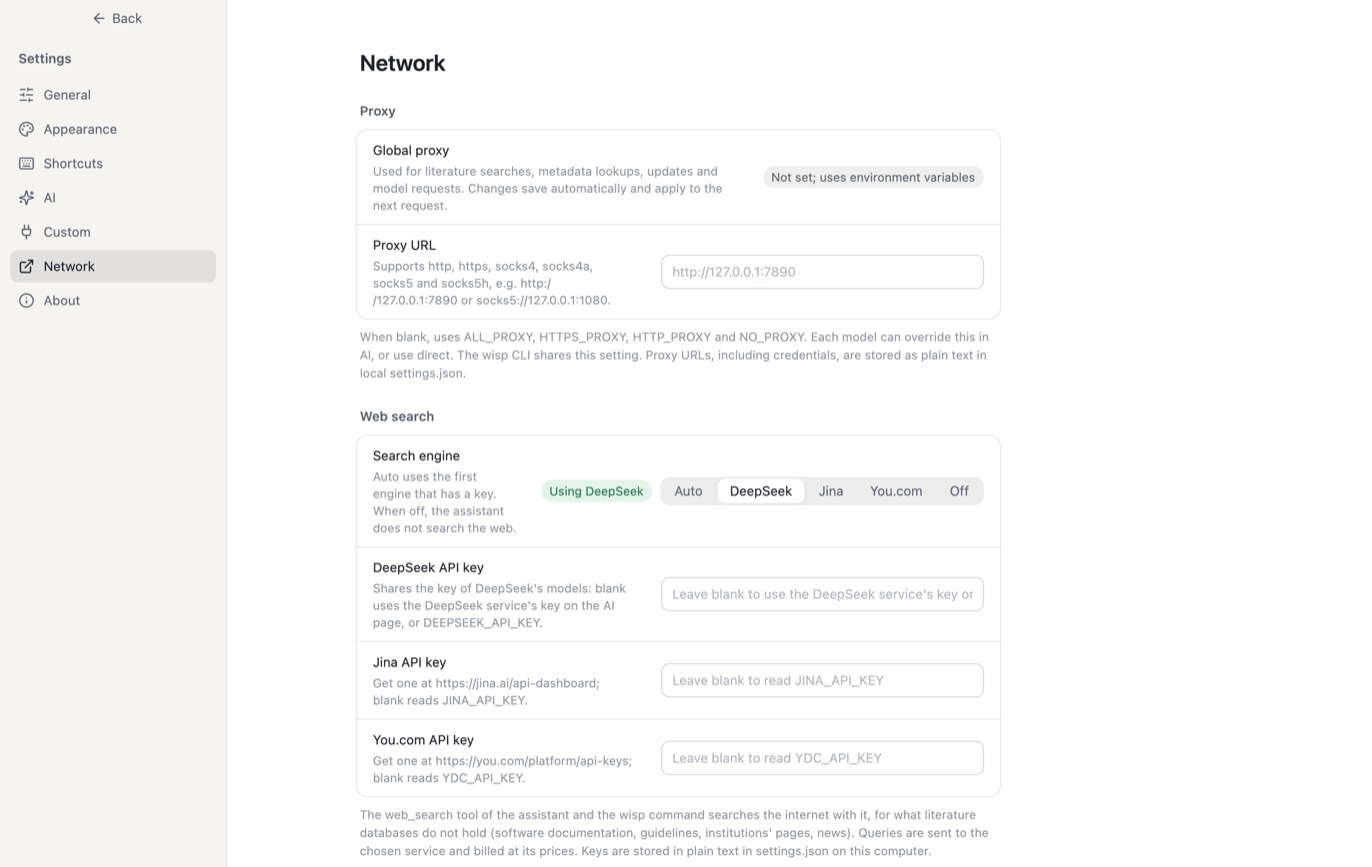 Back
Settings
General
Appearance
Shortcuts
AI
Custom
Network
About
Network
Proxy
Global proxy
Used for literature searches, metadata lookups, updates and
model requests. Changes save automatically and apply to the
next request.
Not set; uses environment variables
Proxy URL
Supports http, https, socks4, socks4a,
socks5 and socks5h, e.g. http:/
/127.0.0.1:7890 or socks5://127.0.0.1:1080.
http://127.0.0.1:7890
When blank, uses ALL_PROXY, HTTPS_PROXY, HTTP_PROXY and NO_PROXY. Each model can override this in
AI, or use direct. The wisp CLI shares this setting. Proxy URLs, including credentials, are stored as plain text in
local settings.json.
Web search
Search engine
Auto uses the first
engine that has a key.
When off, the assistant
does not search the web.
Using DeepSeek
Auto
DeepSeek
Jina
You.com
Off
DeepSeek API key
Shares the key of DeepSeek's models: blank
uses the DeepSeek service's key on the AI
page, or DEEPSEEK_API_KEY.
Leave blank to use the DeepSeek service's key or
Jina API key
Get one at https://jina.ai/api-dashboard;
blank reads JINA_API_KEY.
Leave blank to read JINA_API_KEY
You.com API key
Get one at https://you.com/platform/api-keys;
blank reads YDC_API_KEY.
Leave blank to read YDC_API_KEY
The web_search tool of the assistant and the wisp command searches the internet with it, for what literature
databases do not hold (software documentation, guidelines, institutions' pages, news). Queries are sent to the
chosen service and billed at its prices. Keys are stored in plain text in settings.json on this computer.